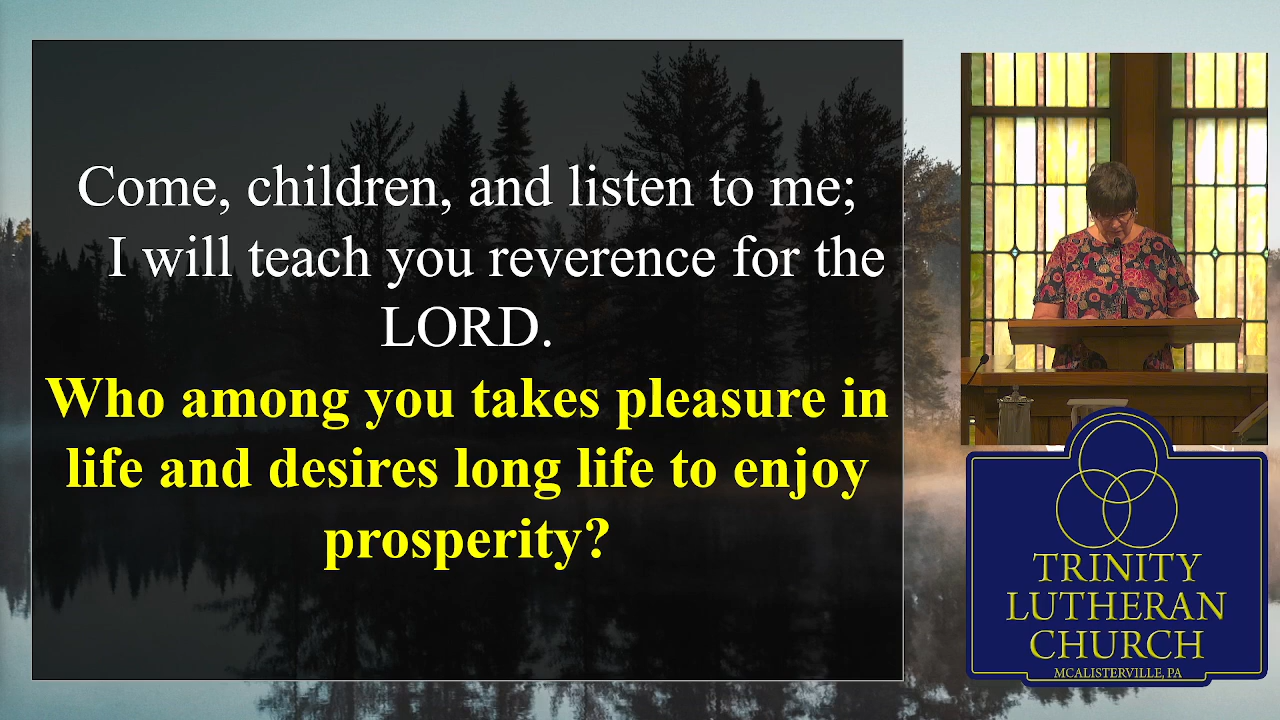 Come, children, and listen to me;
I will teach you reverence for the
LORD.
Who among you takes pleasure in
life and desires long life to enjoy
prosperity?
TRINITY
LUTHERAN
CHURCH
MCALISTERVILLE, PA